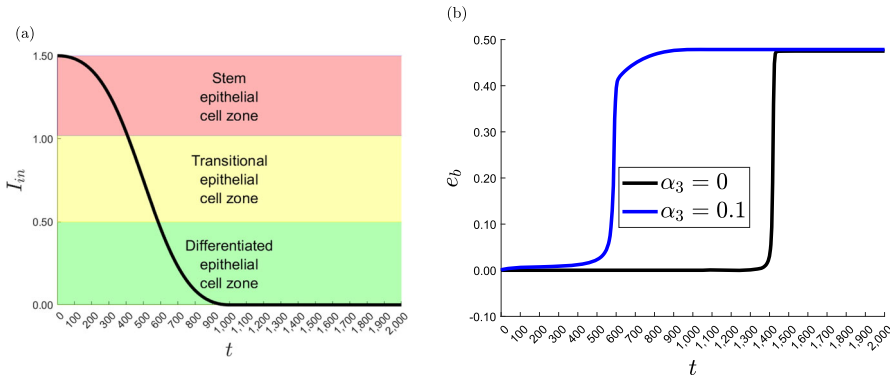 (a)
1.50
1.00
0.50
0.00
I_in
Stem
epithelial
cell zone
Transitional
epithelial
cell zone
Differentiated
epithelial
cell zone
0 100 200 300 400 500 600 700 800 900 1,000 1,100 1,200 1,300 1,400 1,500 1,600 1,700 1,800 1,900 2,000
t
(b)
0.50
0.40
0.30
0.20
0.10
0.00
-0.10
e_b
α₃ = 0
α₃ = 0.1
0 100 200 300 400 500 600 700 800 900 1,000 1,100 1,200 1,300 1,400 1,500 1,600 1,700 1,800 1,900 2,000
t